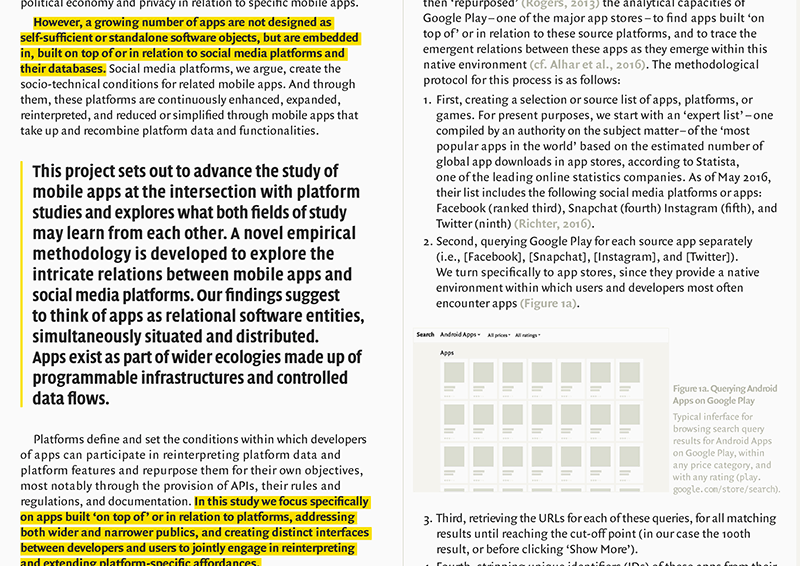 political economy and privacy in relation to specific mobile apps.
However, a growing number of apps are not designed as
self-sufficient or standalone software objects, but are embedded
in, built on top of or in relation to social media platforms and
their databases. Social media platforms, we argue, create the
socio-technical conditions for related mobile apps. And through
them, these platforms are continuously enhanced, expanded,
reinterpreted, and reduced or simplified through mobile apps that
take up and recombine platform data and functionalities.
This project sets out to advance the study of
mobile apps at the intersection with platform
studies and explores what both fields of study
may learn from each other. A novel empirical
methodology is developed to explore the
intricate relations between mobile apps and
social media platforms. Our findings suggest
to think of apps as relational software entities,
simultaneously situated and distributed.
Apps exist as part of wider ecologies made up of
programmable infrastructures and controlled
data flows.
Platforms define and set the conditions within which developers
of apps can participate in reinterpreting platform data and
platform features and repurpose them for their own objectives,
most notably through the provision of APIs, their rules and
regulations, and documentation. In this study we focus specifically
on apps built ‘on top of’ or in relation to platforms, addressing
both wider and narrower publics, and creating distinct interfaces
between developers and users to jointly engage in reinterpreting
and extending platform-specific affordances.
then ‘repurposed’ (Rogers, 2013) the analytical capacities of
Google Play – one of the major app stores – to find apps built ‘on
top of’ or in relation to these source platforms, and to trace the
emergent relations between these apps as they emerge within this
native environment (cf. Alhar et al., 2016). The methodological
protocol for this process is as follows:
1. First, creating a selection or source list of apps, platforms, or
games. For present purposes, we start with an ‘expert list’ – one
compiled by an authority on the subject matter – of the ‘most
popular apps in the world’ based on the estimated number of
global app downloads in app stores, according to Statista,
one of the leading online statistics companies. As of May 2016,
their list includes the following social media platforms or apps:
Facebook (ranked third), Snapchat (fourth) Instagram (fifth), and
Twitter (ninth) (Richter, 2016).
2. Second, querying Google Play for each source app separately
(i.e., [Facebook], [Snapchat], [Instagram], and [Twitter]).
We turn specifically to app stores, since they provide a native
environment within which users and developers most often
encounter apps (Figure 1a).
Search Android Apps All prices All ratings
Apps
Figure 1a. Querying Android
Apps on Google Play
Typical inferface for
browsing search query
results for Android Apps
on Google Play, within
any price category, and
with any rating (play.
google.con/store/search).
3. Third, retrieving the URLs for each of these queries, for all matching
results until reaching the cut-off point (in our case the 100th
result, or before clicking ‘Show More’).
4. Fourth, stripping unique identifiers (IDs) of these apps from their